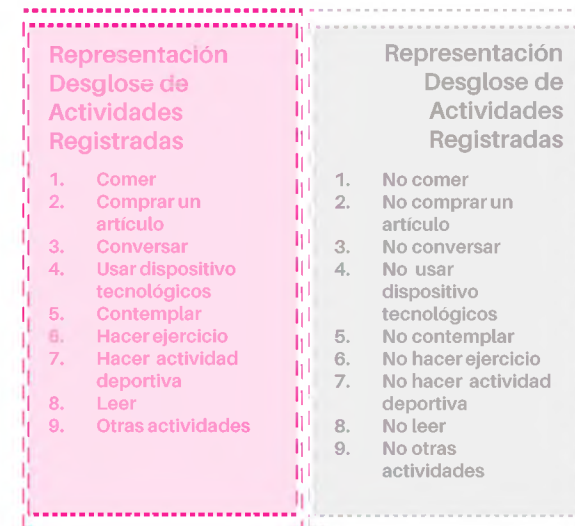 Representación
Desglose de
Actividades
Registradas
1. Comer
2. Comprar un
artículo
3. Conversar
4. Usar dispositivo
tecnológicos
5. Contemplar
6. Hacer ejercicio
7. Hacer actividad
deportiva
8. Leer
9. Otras actividades
Representación
Desglose de
Actividades
Registradas
1. No comer
2. No comprar un
artículo
3. No conversar
4. No usar
dispositivo
tecnológicos
5. No contemplar
6. No hacer ejercicio
7. No hacer actividad
deportiva
8. No leer
9. No otras
actividades